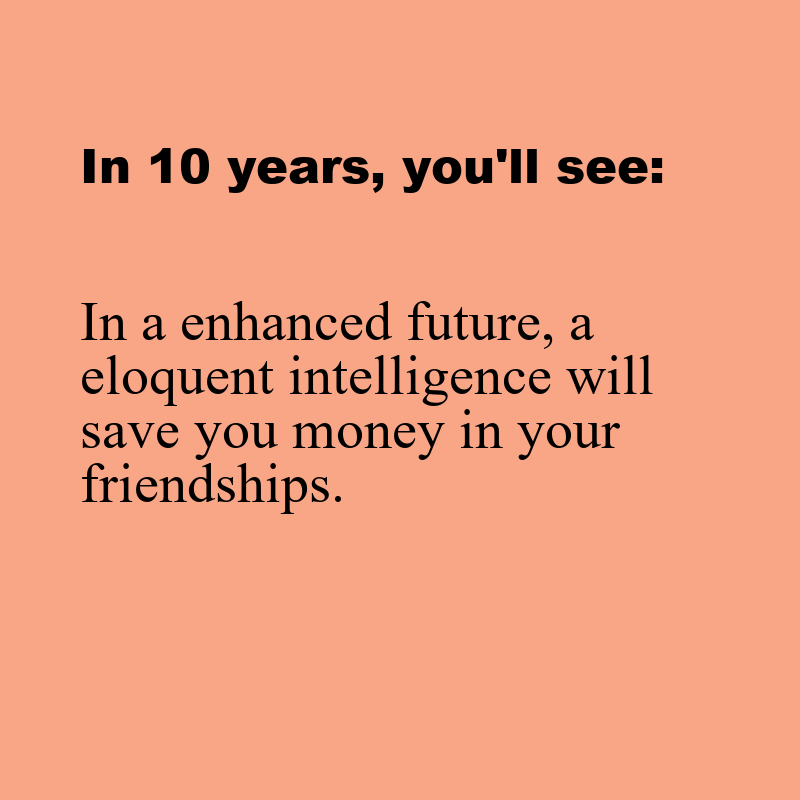 In 10 years, you'll see:
In a enhanced future, a
eloquent intelligence will
save you money in your
friendships.